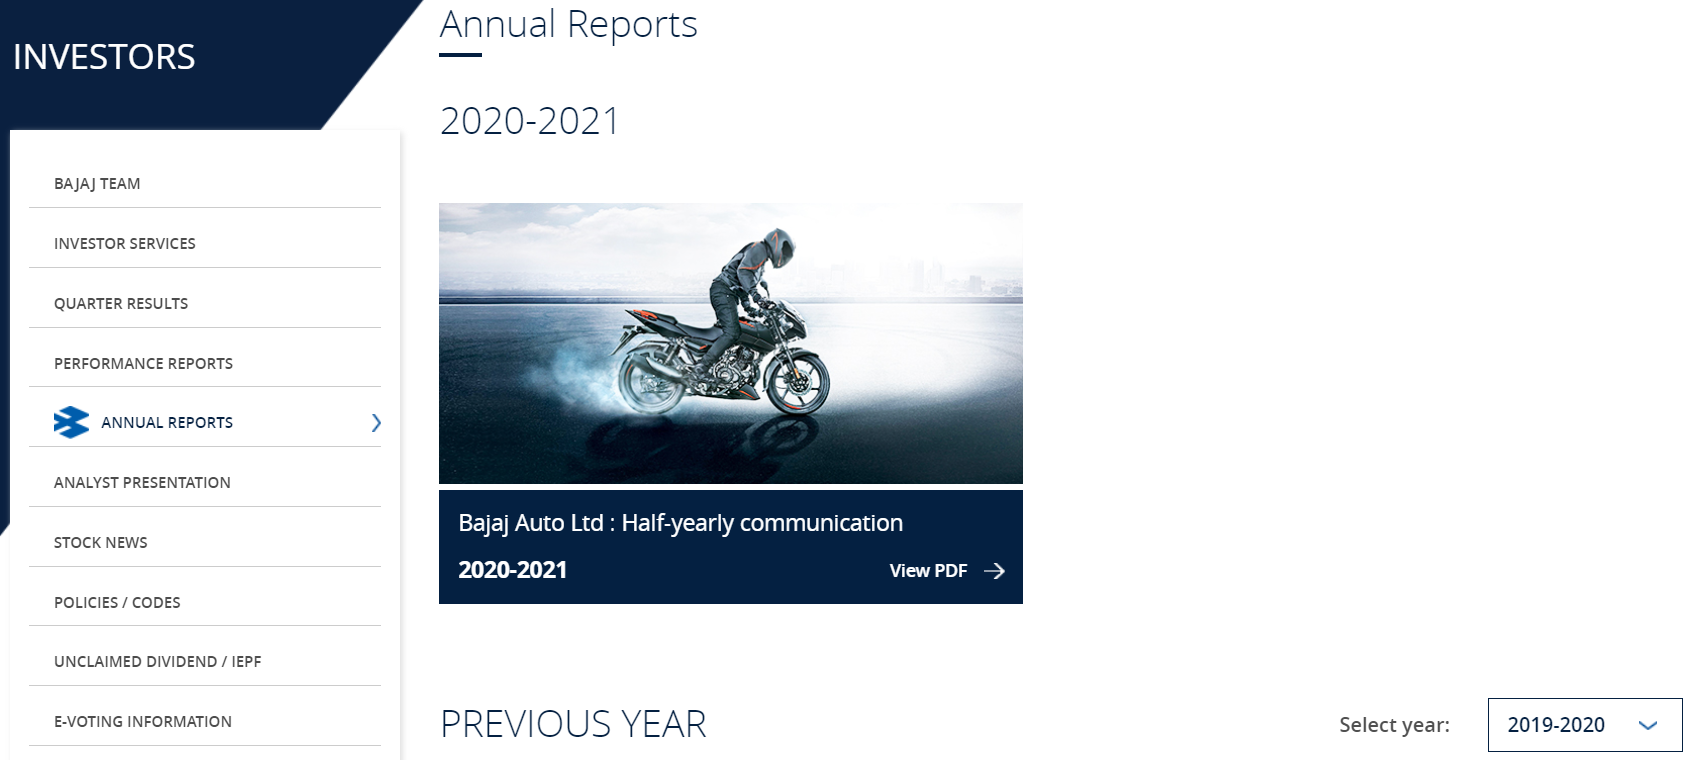 INVESTORS
BAJAJ TEAM
INVESTOR SERVICES
QUARTER RESULTS
PERFORMANCE REPORTS
ANNUAL REPORTS
ANALYST PRESENTATION
STOCK NEWS
POLICIES / CODES
UNCLAIMED DIVIDEND / IEPF
E-VOTING INFORMATION
Annual Reports
2020-2021
Bajaj Auto Ltd : Half-yearly communication
2020-2021
View PDF
PREVIOUS YEAR
Select year:
2019-2020